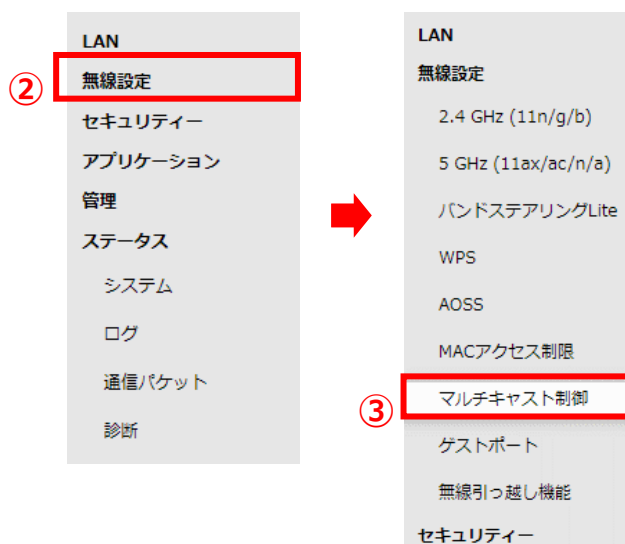 LAN
②
無線設定
セキュリティー
アプリケーション
管理
ステータス
システム
ログ
通信パケット
診断
LAN
無線設定
2.4 GHz (11n/g/b)
5 GHz (11ax/ac/n/a)
バンドステアリングLite
WPS
AOSS
MACアクセス制限
③
マルチキャスト制御
ゲストポート
無線引っ越し機能
セキュリティー